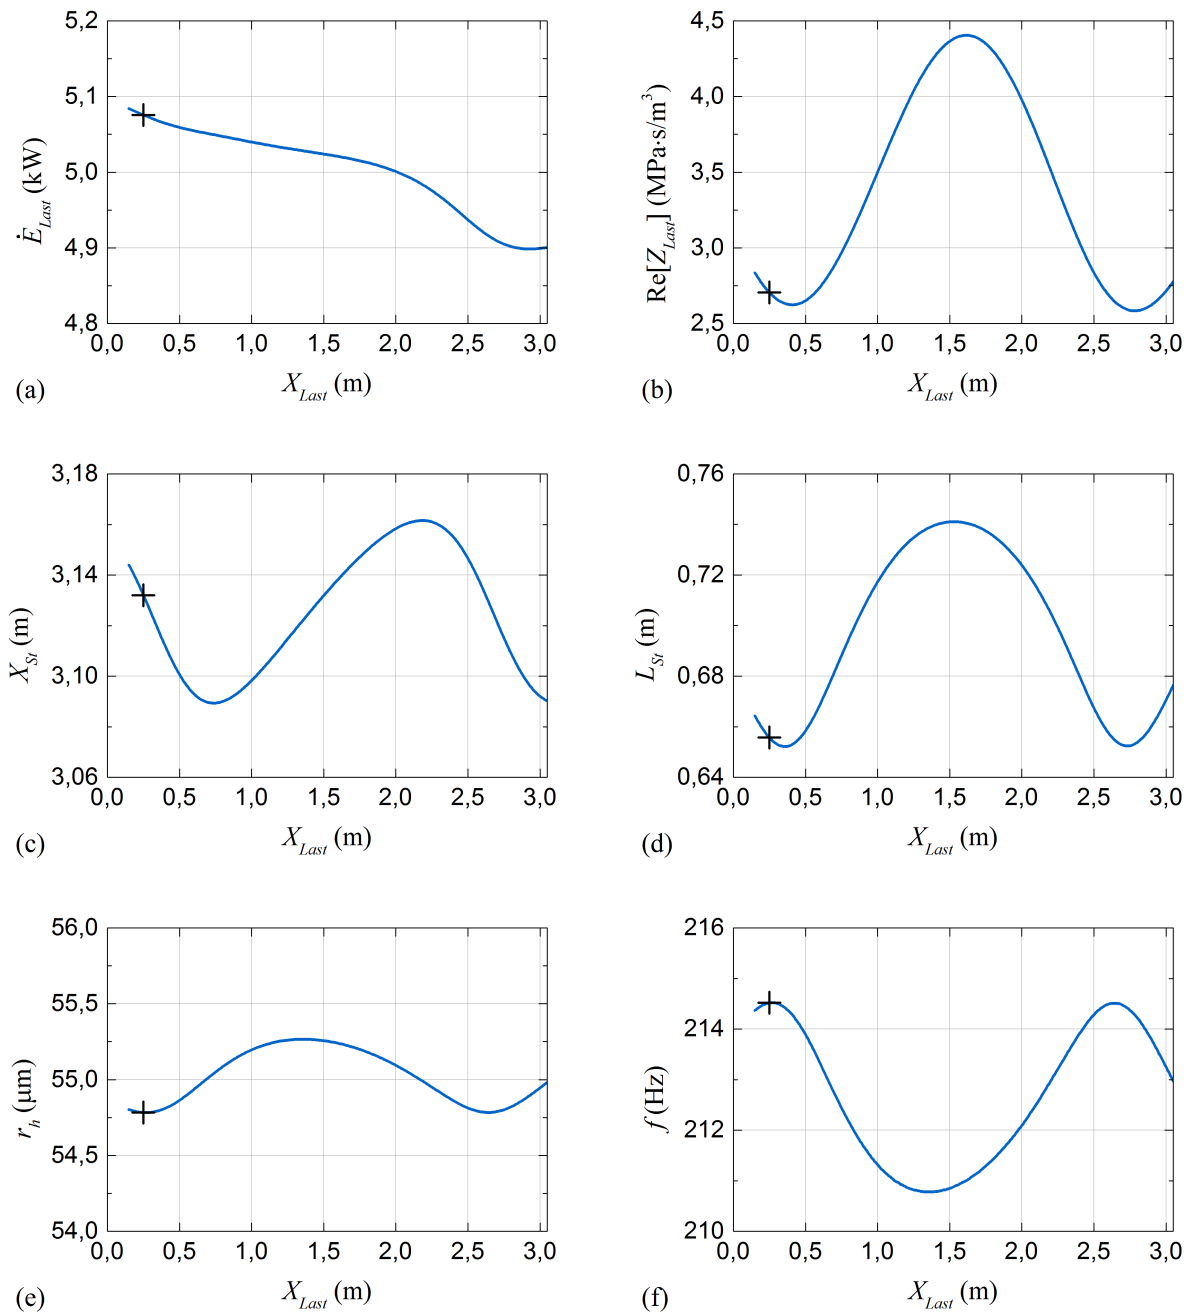 5,2
5,1
5,0
4,9
4,8
Ė_Last (kW)
0,0 0,5 1,0 1,5 2,0 2,5 3,0
X_Last (m)
(a)
4,5
4,0
3,5
3,0
2,5
Re[Z_Last] (MPa·s/m³)
0,0 0,5 1,0 1,5 2,0 2,5 3,0
X_Last (m)
(b)
3,18
3,14
3,10
3,06
X_St (m)
0,0 0,5 1,0 1,5 2,0 2,5 3,0
X_Last (m)
(c)
0,76
0,72
0,68
0,64
L_St (m)
0,0 0,5 1,0 1,5 2,0 2,5 3,0
X_Last (m)
(d)
56,0
55,5
55,0
54,5
54,0
r_h (µm)
0,0 0,5 1,0 1,5 2,0 2,5 3,0
X_Last (m)
(e)
216
214
212
210
f (Hz)
0,0 0,5 1,0 1,5 2,0 2,5 3,0
X_Last (m)
(f)